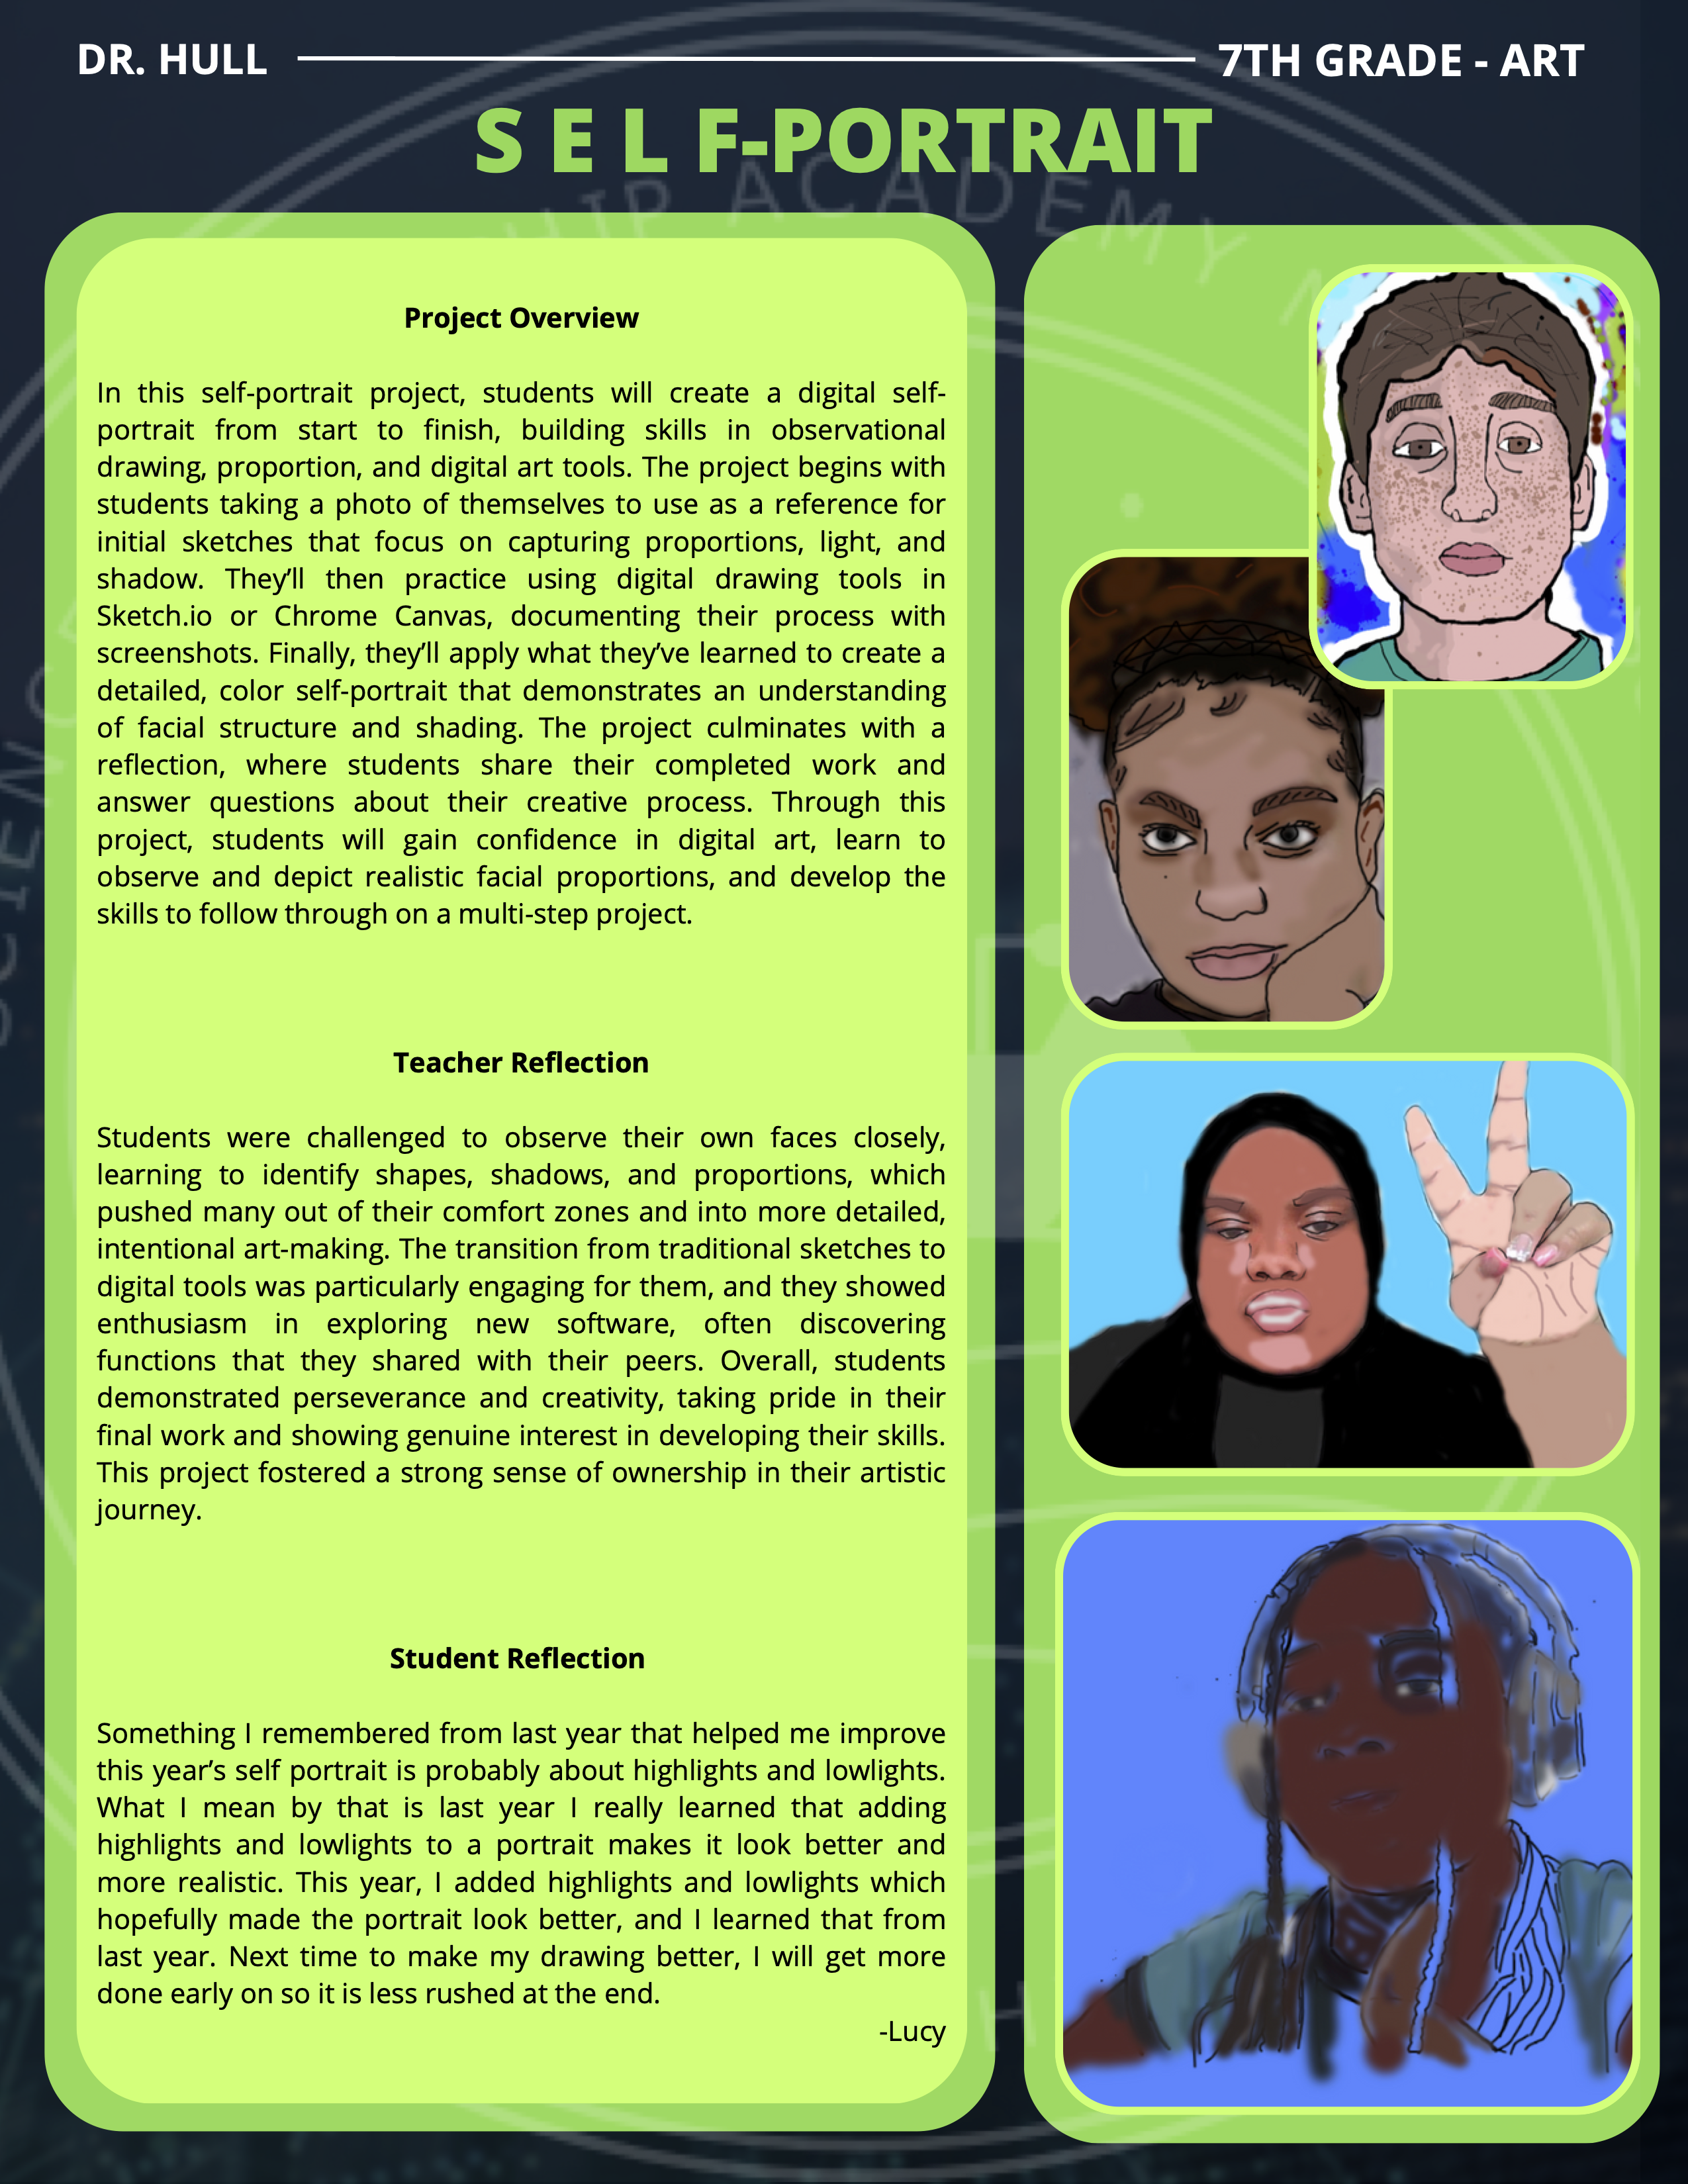 DR. HULL
7TH GRADE - ART
S E L F-PORTRAIT
HIP ACADEMY
Project Overview
In this self-portrait project, students will create a digital self-
portrait from start to finish, building skills in observational
drawing, proportion, and digital art tools. The project begins with
students taking a photo of themselves to use as a reference for
initial sketches that focus on capturing proportions, light, and
shadow. They’ll then practice using digital drawing tools in
Sketch.io or Chrome Canvas, documenting their process with
screenshots. Finally, they’ll apply what they’ve learned to create a
detailed, color self-portrait that demonstrates an understanding
of facial structure and shading. The project culminates with a
reflection, where students share their completed work and
answer questions about their creative process. Through this
project, students will gain confidence in digital art, learn to
observe and depict realistic facial proportions, and develop the
skills to follow through on a multi-step project.
Teacher Reflection
Students were challenged to observe their own faces closely,
learning to identify shapes, shadows, and proportions, which
pushed many out of their comfort zones and into more detailed,
intentional art-making. The transition from traditional sketches to
digital tools was particularly engaging for them, and they showed
enthusiasm in exploring new software, often discovering
functions that they shared with their peers. Overall, students
demonstrated perseverance and creativity, taking pride in their
final work and showing genuine interest in developing their skills.
This project fostered a strong sense of ownership in their artistic
journey.
Student Reflection
Something I remembered from last year that helped me improve
this year’s self portrait is probably about highlights and lowlights.
What I mean by that is last year I really learned that adding
highlights and lowlights to a portrait makes it look better and
more realistic. This year, I added highlights and lowlights which
hopefully made the portrait look better, and I learned that from
last year. Next time to make my drawing better, I will get more
done early on so it is less rushed at the end.
-Lucy